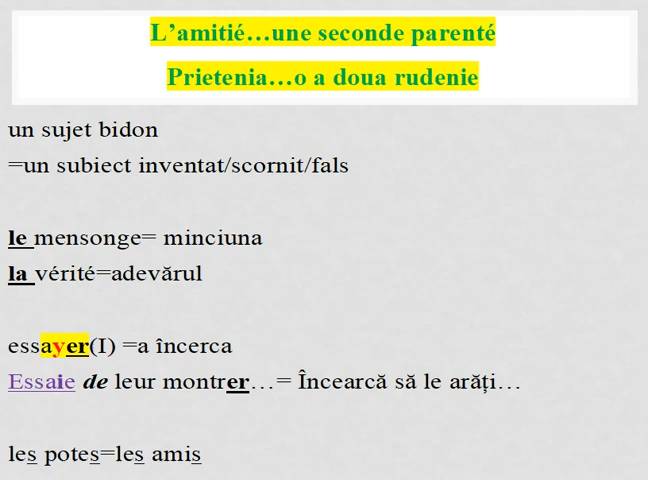 L’amitié…une seconde parenté
Prietenia…o a doua rudenie
un sujet bidon
=un subiect inventat/scornit/fals
le mensonge= minciuna
la vérité=adevărul
essayer(I) =a încerca
Essaie de leur montrer…= Încearcă să le arăți…
les potes=les amis